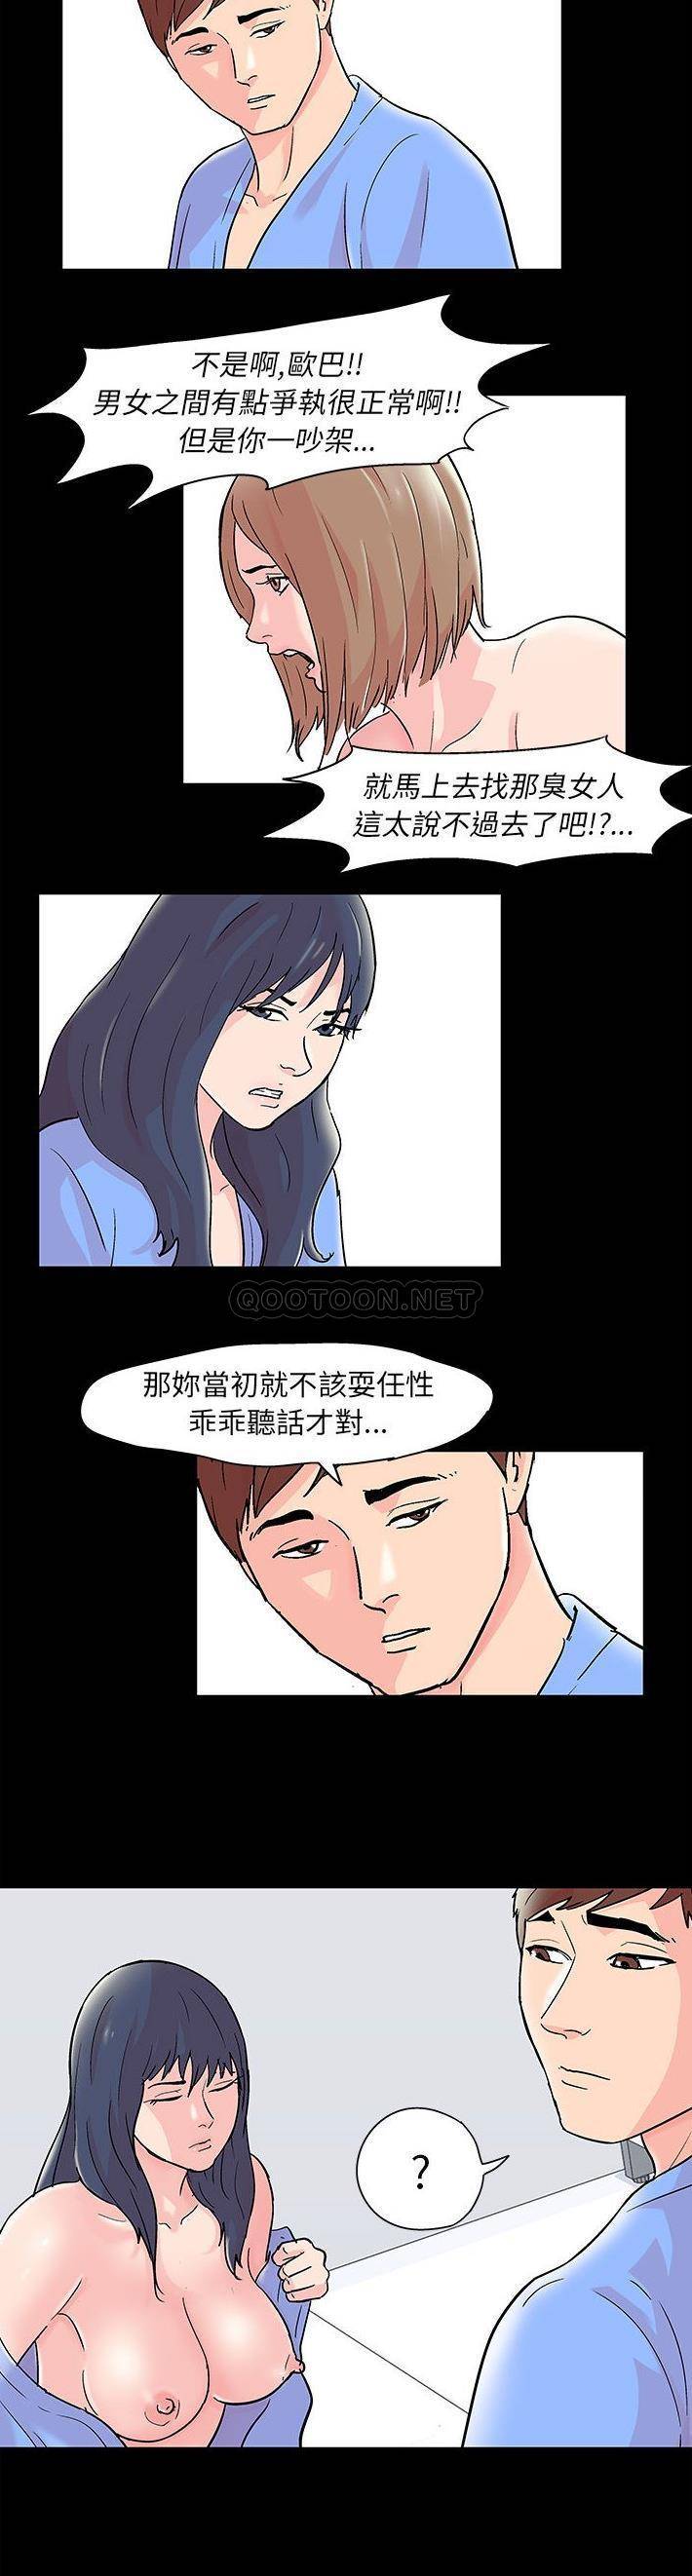 不是啊,歐巴!!
男女之間有點爭執很正常啊!!
但是你一吵架...
就馬上去找那臭女人
這太說不過去了吧!?...
QOOTOON.NET
那妳當初就不該耍任性
乖乖聽話才對...
?